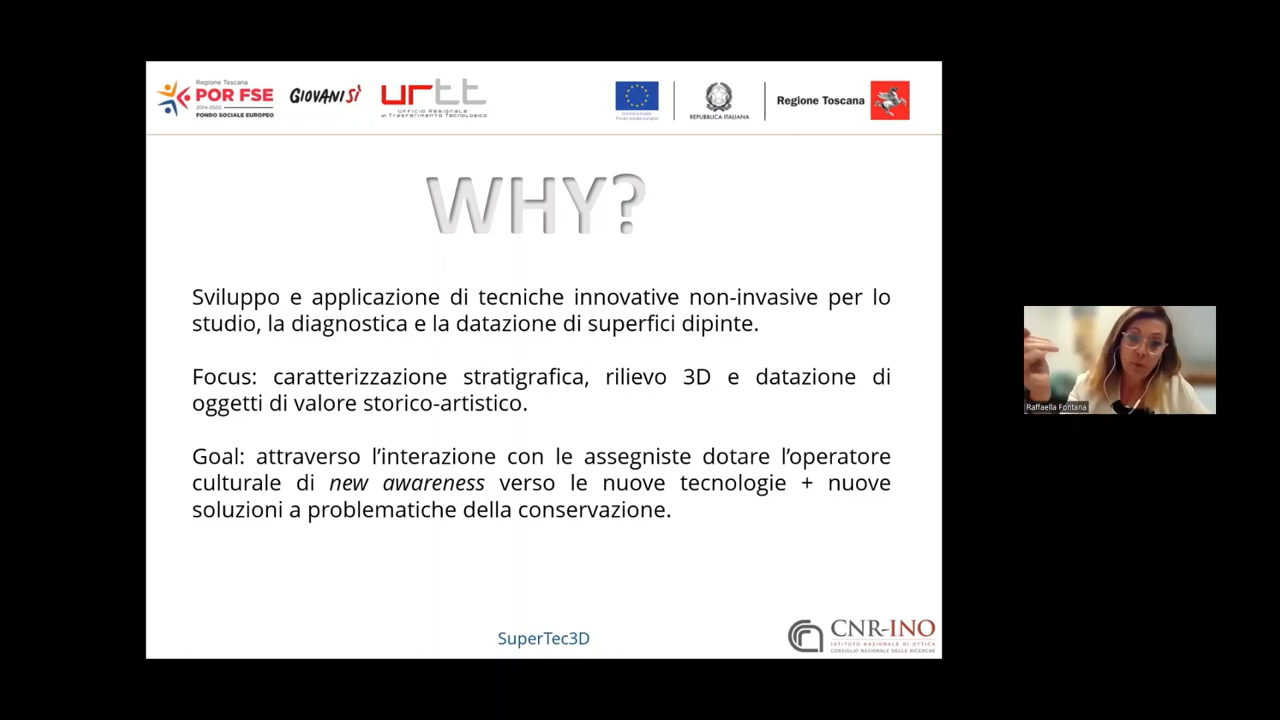 Regione Toscana
POR FSE
2014-2020
FONDO SOCIALE EUROPEO
GIOVANISÌ
urtt
Ufficio Regionale
di Trasferimento Tecnologico
Unione europea
Fondo sociale europeo
REPUBBLICA ITALIANA
Regione Toscana
WHY?
Sviluppo e applicazione di tecniche innovative non-invasive per lo
studio, la diagnostica e la datazione di superfici dipinte.
Focus: caratterizzazione stratigrafica, rilievo 3D e datazione di
oggetti di valore storico-artistico.
Goal: attraverso l’interazione con le assegniste dotare l’operatore
culturale di new awareness verso le nuove tecnologie + nuove
soluzioni a problematiche della conservazione.
Raffaella Fontana
SuperTec3D
CNR-INO
ISTITUTO NAZIONALE DI OTTICA
CONSIGLIO NAZIONALE DELLE RICERCHE